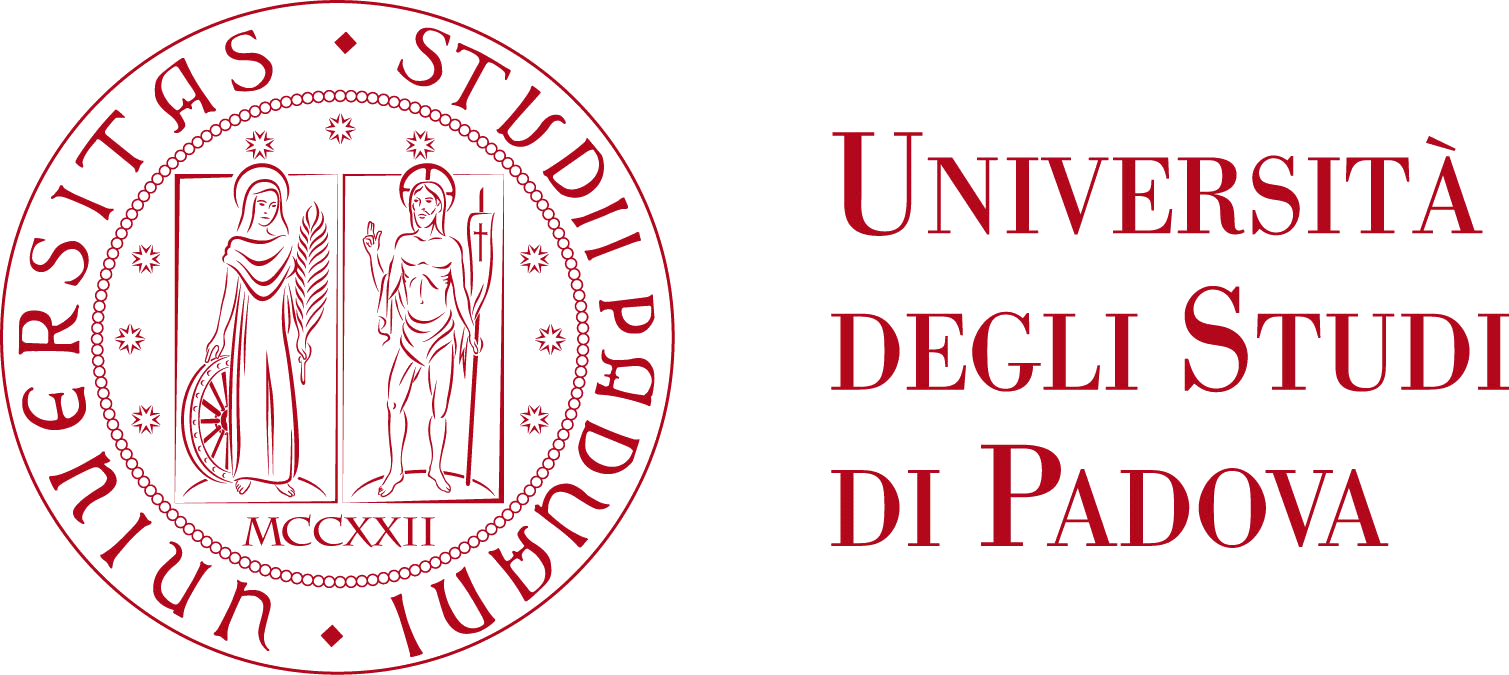 UNIVERSITAS • STUDII PADUANI •
MCCXXII
UNIVERSITÀ
DEGLI STUDI
DI PADOVA